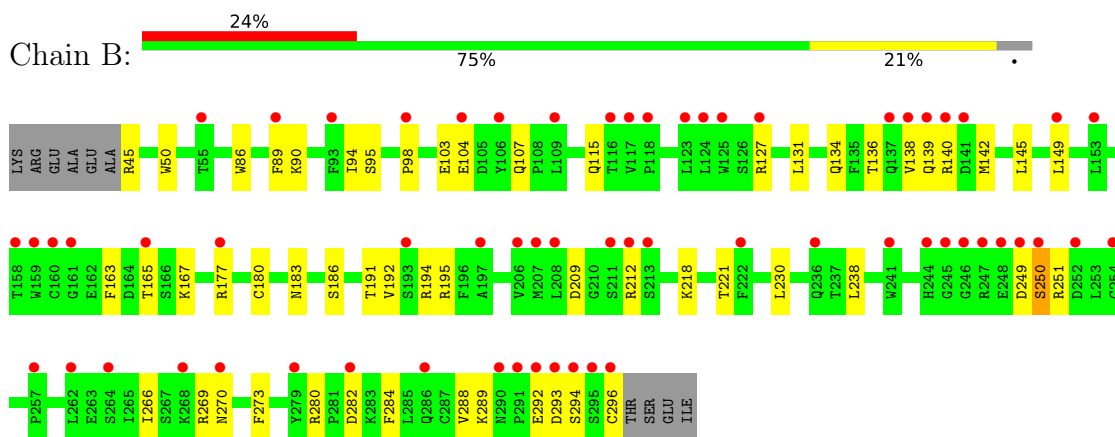 24%
Chain B:
75% 21% •
LYS ARG GLU ALA GLU ALA R45 W50 T55 W86 F89 K90 F93 I94 S95 P98 E103 E104 D105 Y106 Q107 P108 L109 Q115 T116 V117 P118 L123 L124 W125 S126 R127 L131 Q134 F135 T136 Q137 V138 Q139 R140 D141 M142 L145 L149 L153
T158 W159 C160 G161 E162 F163 D164 T165 S166 K167 R177 C180 N183 S186 T191 V192 S193 R194 R195 F196 A197 V206 M207 L208 D209 G210 S211 R212 S213 K218 T221 F222 L230 Q236 T237 L238 W241 H244 G245 G246 R247 E248 D249 S250 R251 D252 L253
P257 L262 E263 S264 I265 I266 S267 K268 R269 N270 F273 Y279 R280 P281 D282 K283 F284 L285 Q286 C287 V288 K289 N290 P291 E292 D293 S294 S295 C296 THR SER GLU ILE